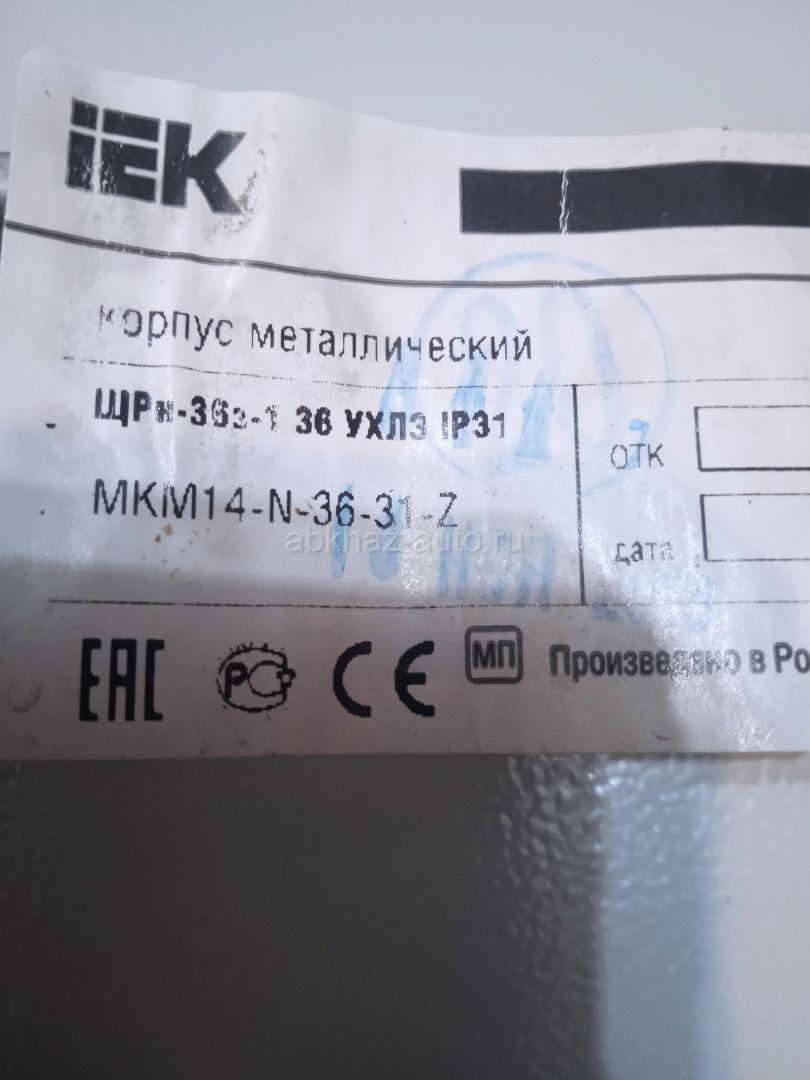 IEK
корпус металлический
ЩРн-36з-1 36 УХЛ3 IP31
MKM14-N-36-31-Z
ОТК
дата
abkhaz-auto.ru
EAC
РС
CE
МП
Произведено в Ро